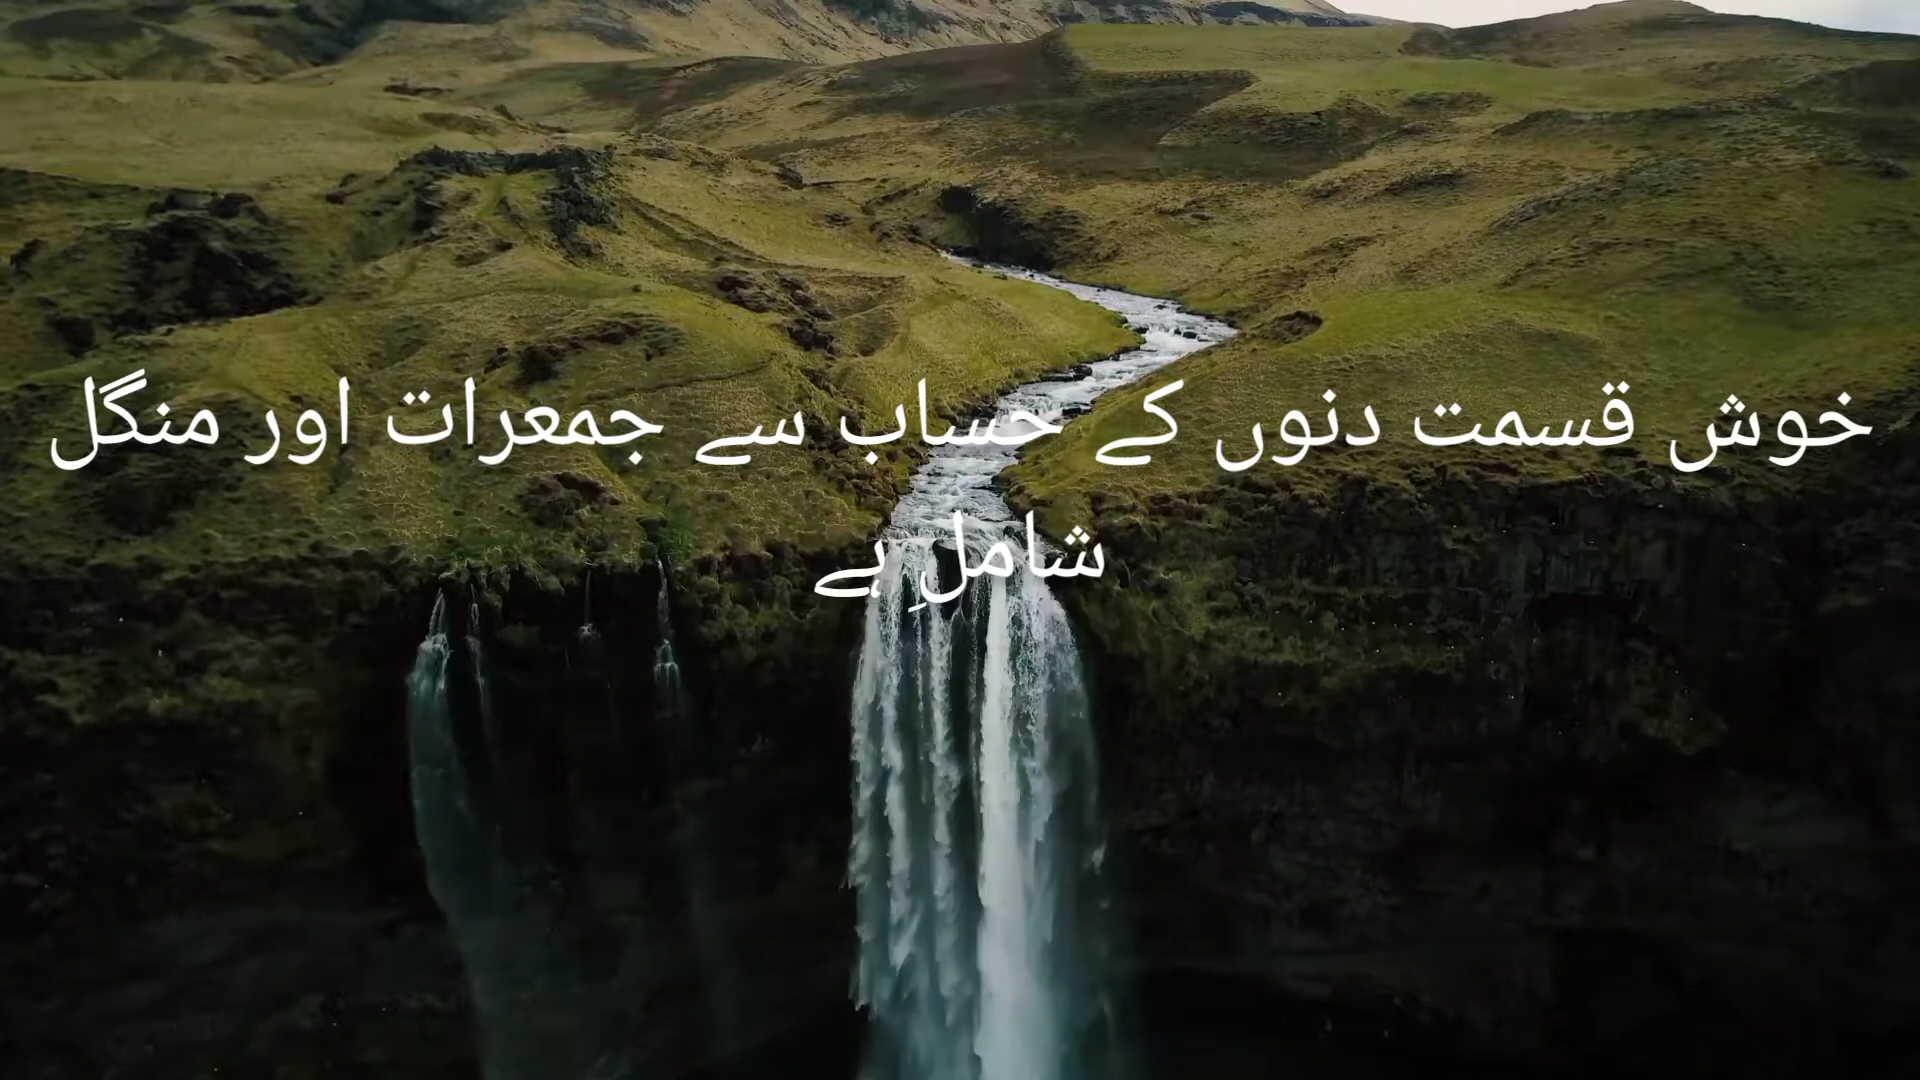 خوش قسمت دنوں کے حساب سے جمعرات اور منگل
شاملِ ہے